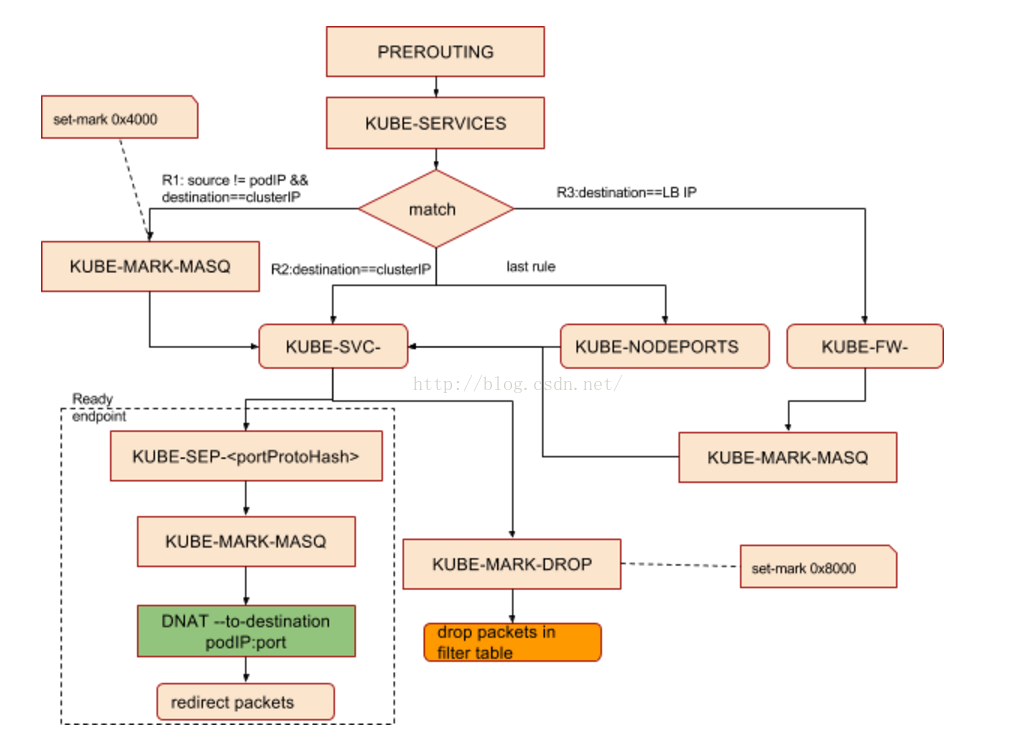 PREROUTING
KUBE-SERVICES
set-mark 0x4000
R1: source != podIP &&
destination==clusterIP
match
R3:destination==LB IP
KUBE-MARK-MASQ
R2:destination==clusterIP
last rule
KUBE-SVC-
KUBE-NODEPORTS
KUBE-FW-
http://blog.csdn.net/
Ready
endpoint
KUBE-SEP-<portProtoHash>
KUBE-MARK-MASQ
KUBE-MARK-MASQ
KUBE-MARK-DROP
set-mark 0x8000
DNAT --to-destination
podIP:port
drop packets in
filter table
redirect packets